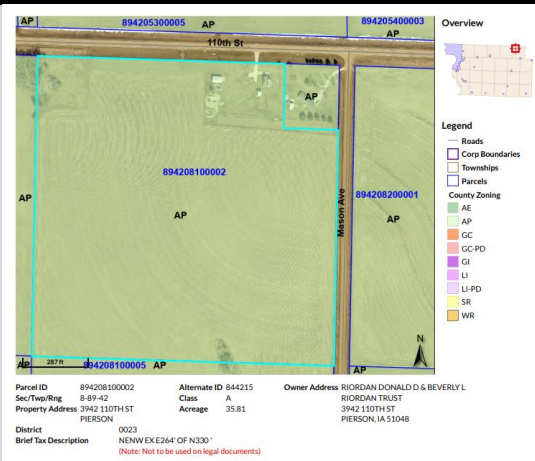 AP 894205300005 AP
894205400003
AP
110th St
AP
894208100002
AP
AP
894208200001
AP
Mason Ave
AP
287 ft
894208100005 AP
AP
N
Overview
Legend
Roads
Corp Boundaries
Townships
Parcels
County Zoning
AE
AP
GC
GC-PD
GI
LI
LI-PD
SR
WR
Parcel ID 894208100002 Alternate ID 844215 Owner Address RIORDAN DONALD D & BEVERLY L
Sec/Twp/Rng 8-89-42 Class A RIORDAN TRUST
Property Address 3942 110TH ST Acreage 35.81 3942 110TH ST
PIERSON PIERSON, IA 51048
District 0023
Brief Tax Description NENW EX E264' OF N330 '
(Note: Not to be used on legal documents)